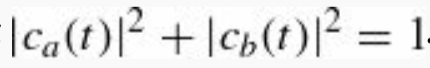 |c_a(t)|² + |c_b(t)|² = 1.